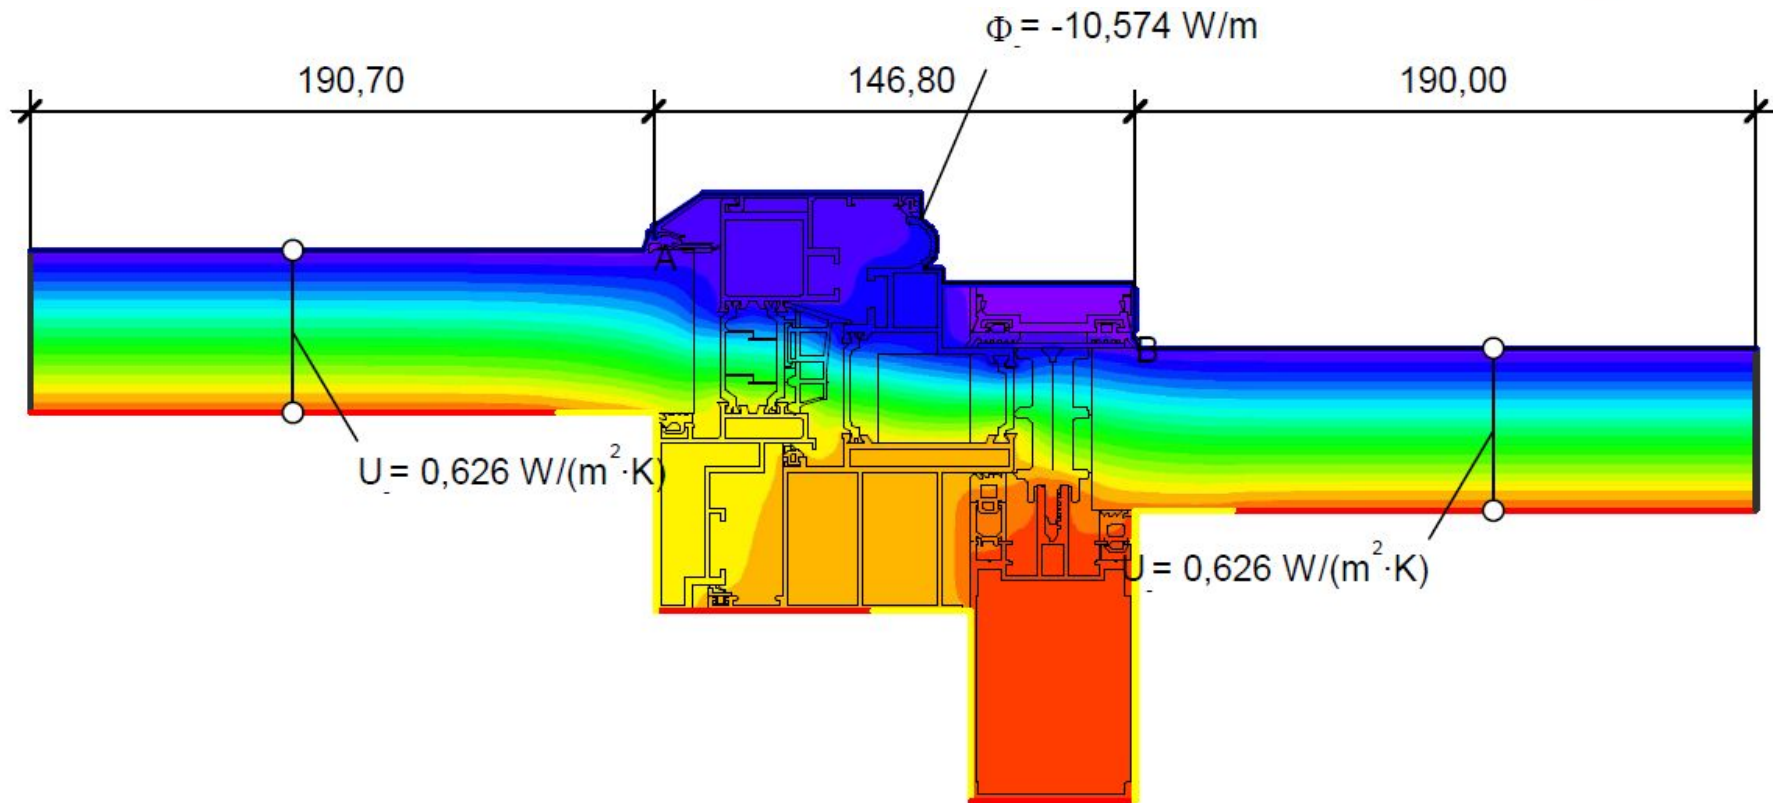 Φ = -10,574 W/m
190,70
146,80
190,00
A
B
U = 0,626 W/(m²·K)
U = 0,626 W/(m²·K)